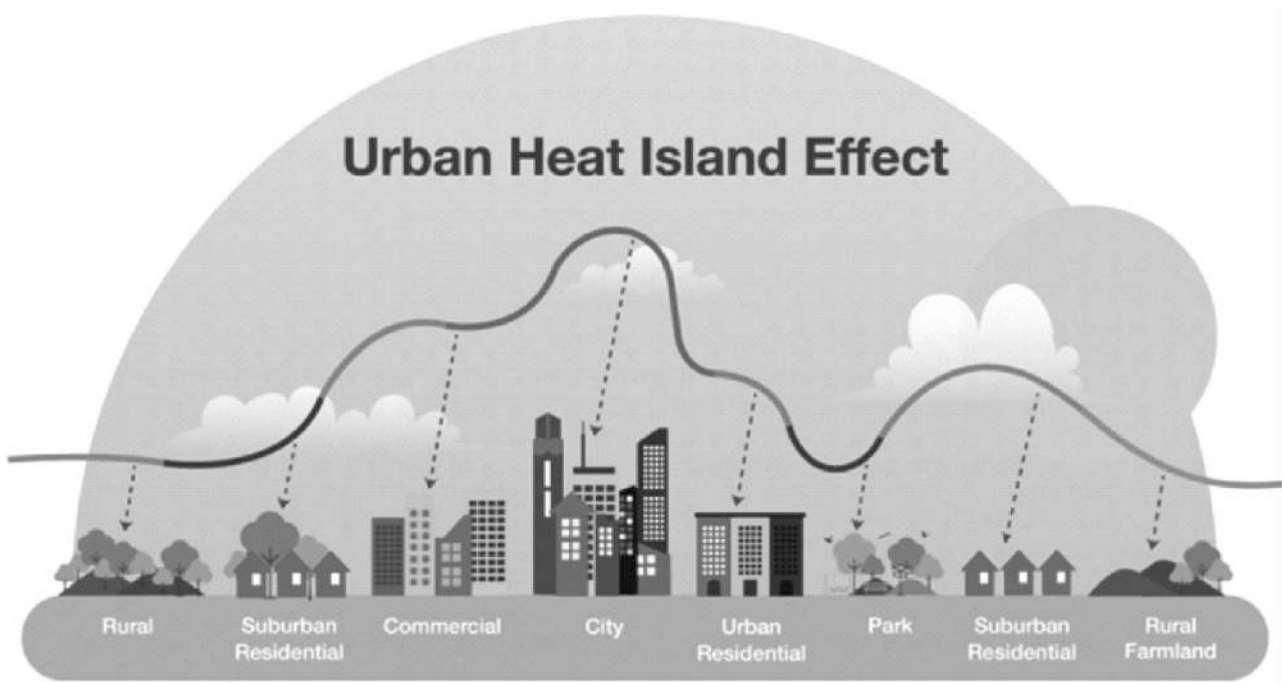 Urban Heat Island Effect
Rural
Suburban
Residential
Commercial
City
Urban
Residential
Park
Suburban
Residential
Rural
Farmland